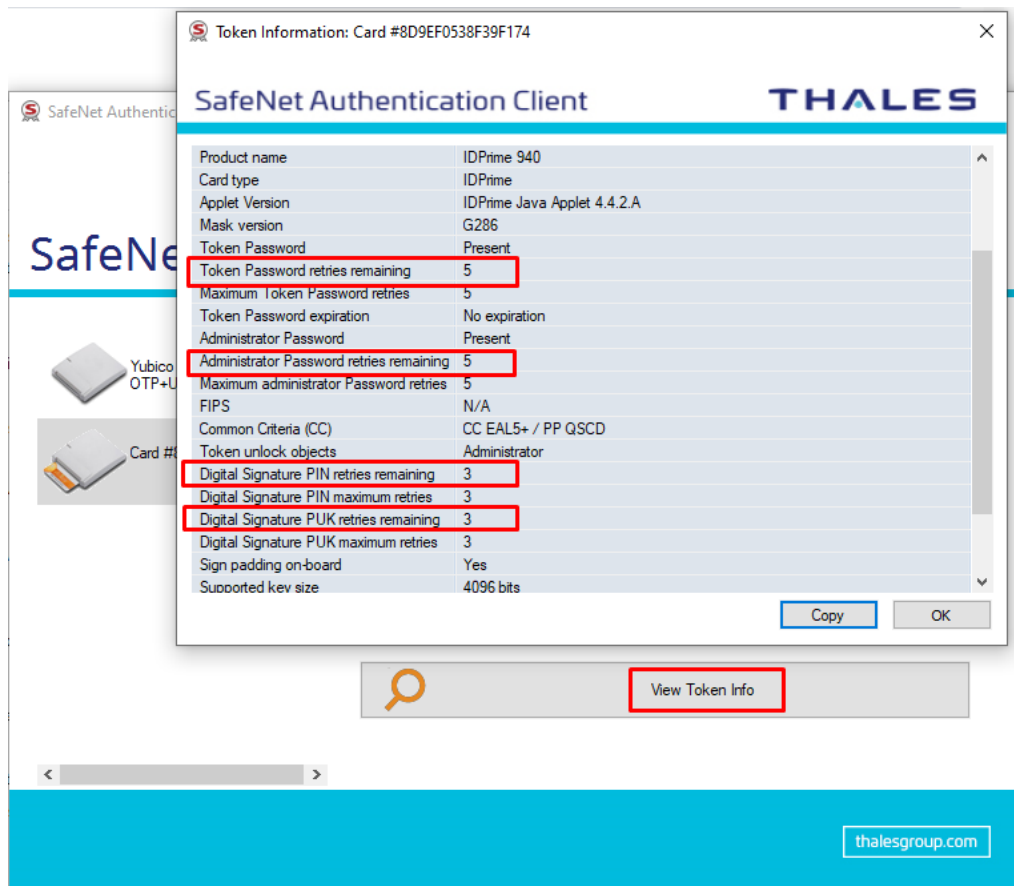 Token Information: Card #8D9EF0538F39F174
SafeNet Authentication Client
THALES
SafeNet Authentic
SafeNe
Product name IDPrime 940
Card type IDPrime
Applet Version IDPrime Java Applet 4.4.2.A
Mask version G286
Token Password Present
Token Password retries remaining 5
Maximum Token Password retries 5
Token Password expiration No expiration
Administrator Password Present
Administrator Password retries remaining 5
Maximum administrator Password retries 5
FIPS N/A
Common Criteria (CC) CC EAL5+ / PP QSCD
Token unlock objects Administrator
Digital Signature PIN retries remaining 3
Digital Signature PIN maximum retries 3
Digital Signature PUK retries remaining 3
Digital Signature PUK maximum retries 3
Sign padding on-board Yes
Supported key size 4096 bits
Copy OK
Yubico
OTP+U
Card #8
View Token Info
thalesgroup.com